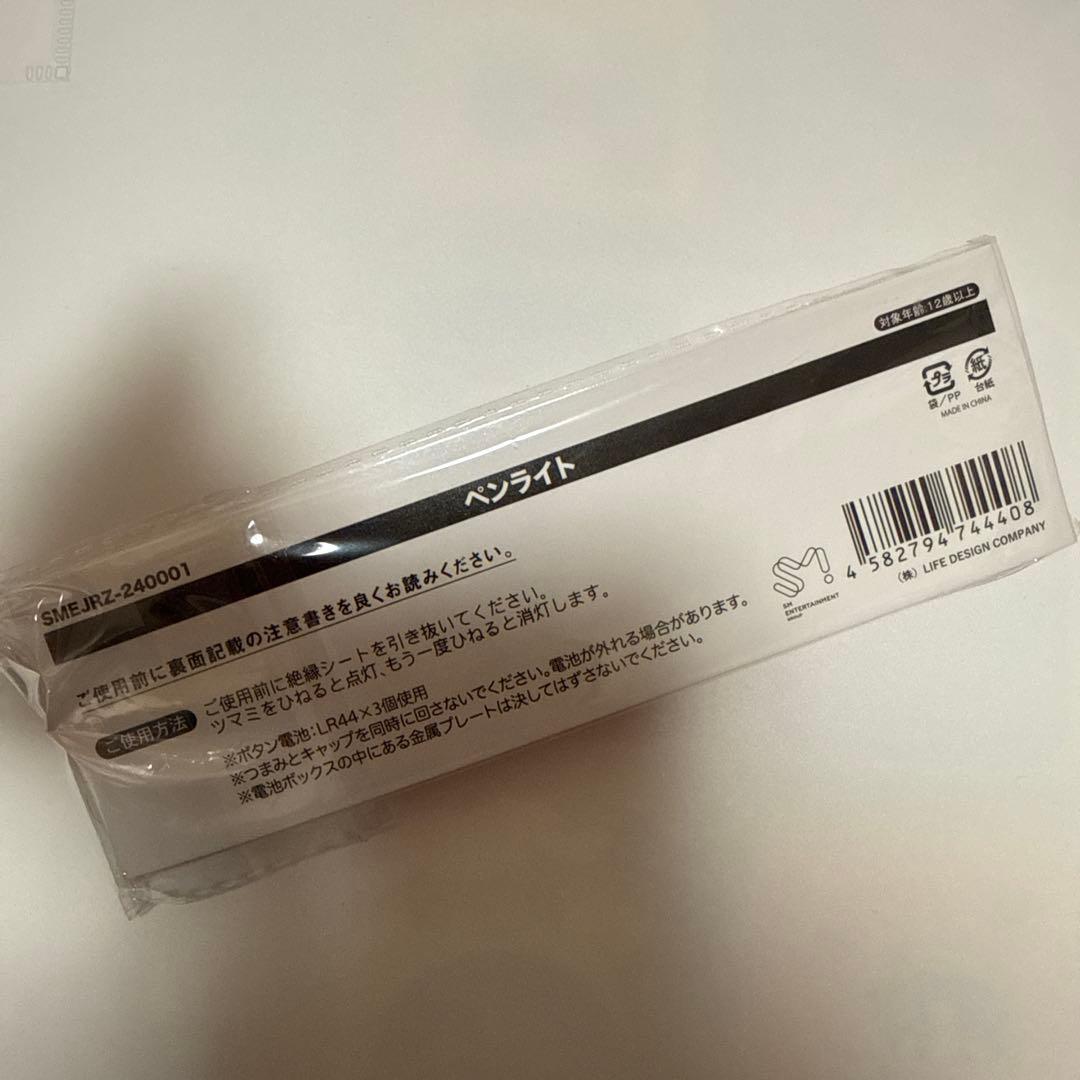 対象年齢:12歳以上
SMEJRZ-240001
ペンライト
プラ
袋/PP
紙
台紙
MADE IN CHINA
ご使用前に裏面記載の注意書きを良くお読みください。
ご使用方法
ご使用前に絶縁シートを引き抜いてください。
ツマミをひねると点灯、もう一度ひねると消灯します。
※ボタン電池:LR44×3個使用
※つまみとキャップを同時に回さないでください。電池が外れる場合があります。
※電池ボックスの中にある金属プレートは決してはずさないでください。
SM
SM
ENTERTAINMENT
GROUP
4 582794 744408
(株) LIFE DESIGN COMPANY